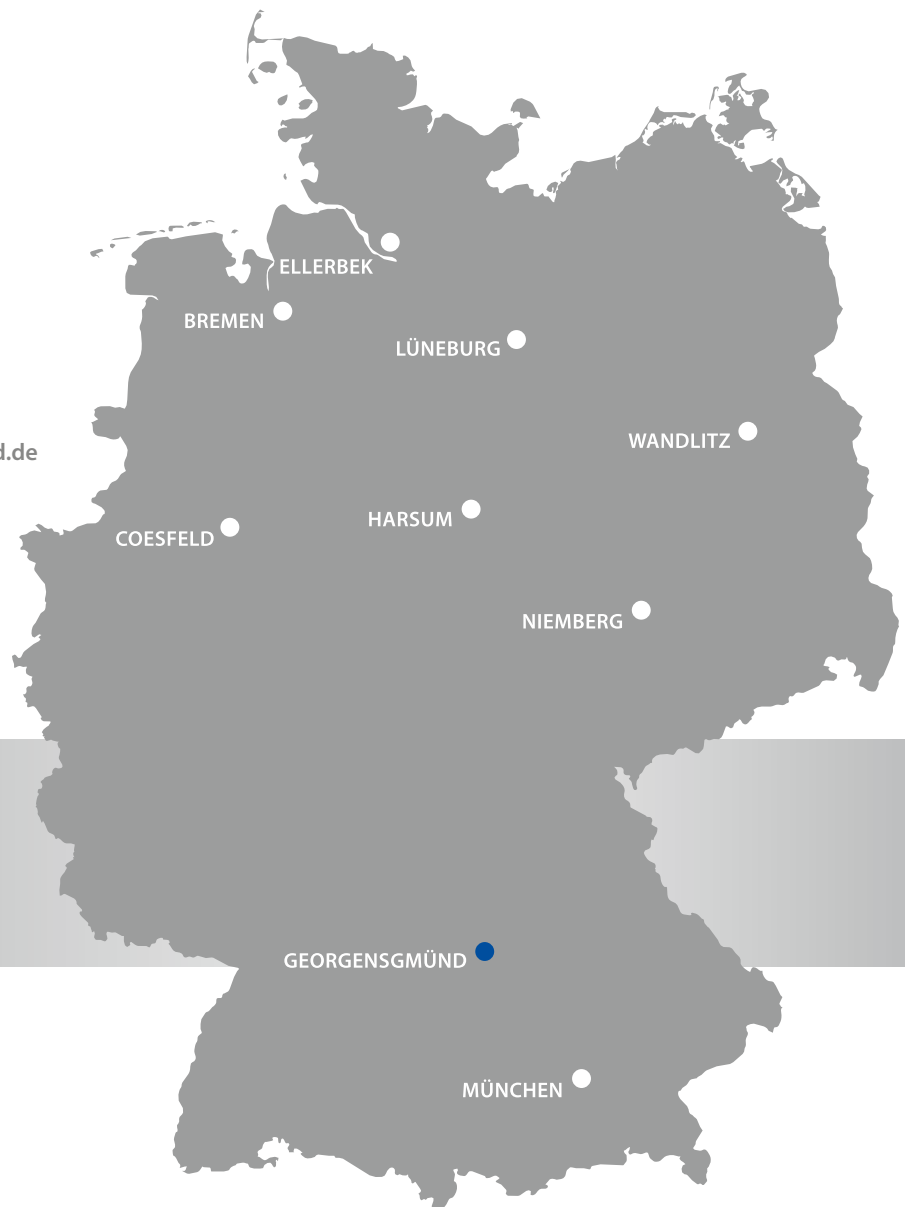 ELLERBEK
BREMEN
LÜNEBURG
WANDLITZ
d.de
HARSUM
COESFELD
NIEMBERG
GEORGENSGMÜND
MÜNCHEN